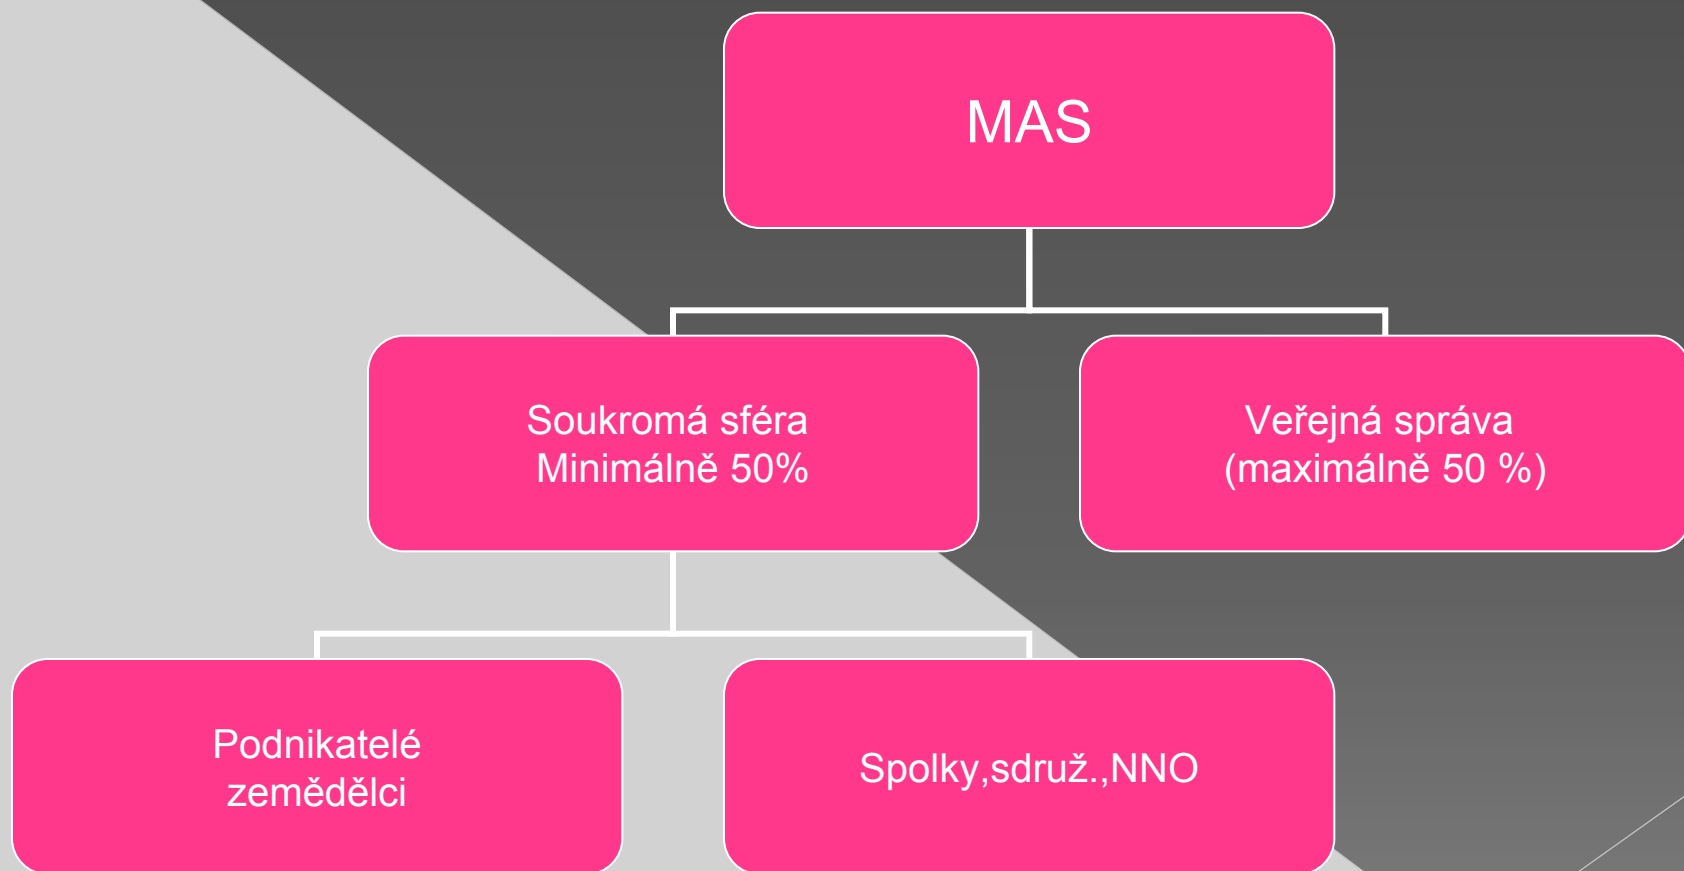 MAS
Soukromá sféra
Minimálně 50%
Veřejná správa
(maximálně 50 %)
Podnikatelé
zemědělci
Spolky,sdruž.,NNO